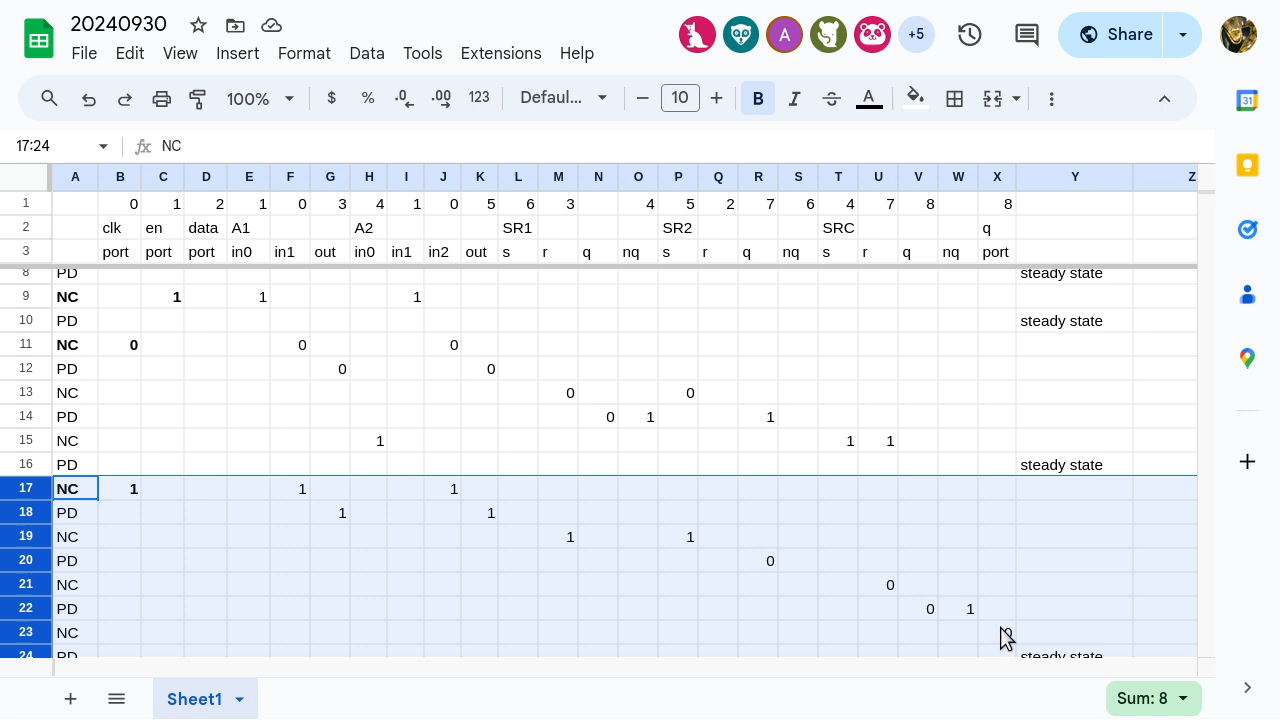 20240930
File Edit View Insert Format Data Tools Extensions Help
A +5 Share
100% $ % .0 .00 123 Defaul... 10 B I A
17:24 NC
31
A B C D E F G H I J K L M N O P Q R S T U V W X Y Z
1 0 1 2 1 0 3 4 1 0 5 6 3 4 5 2 7 6 4 7 8 8
2 clk en data A1 A2 SR1 SR2 SRC q
3 port port port in0 in1 out in0 in1 in2 out s r q nq s r q nq s r q nq port
8 PD steady state
9 NC 1 1 1
10 PD steady state
11 NC 0 0 0
12 PD 0 0
13 NC 0 0
14 PD 0 1 1
15 NC 1 1 1
16 PD steady state
17 NC 1 1 1
18 PD 1 1
19 NC 1 1
20 PD 0
21 NC 0
22 PD 0 1
23 NC 0
24 PD steady state
Sheet1 Sum: 8